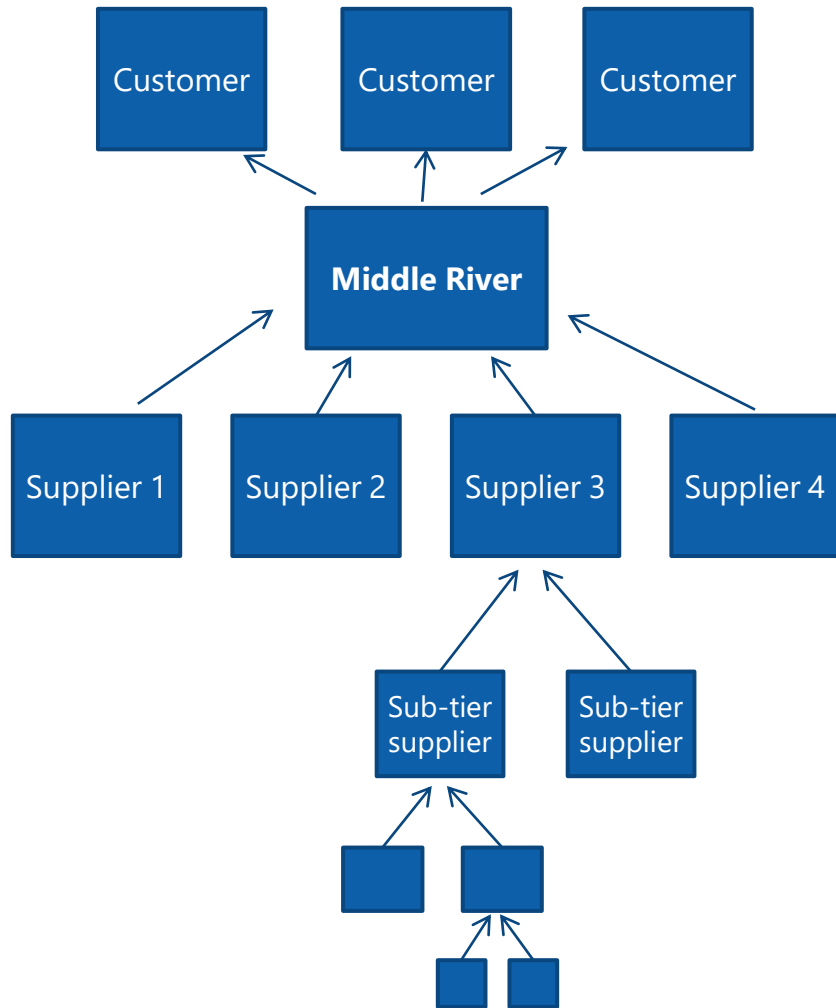 Customer
Customer
Customer
Middle River
Supplier 1
Supplier 2
Supplier 3
Supplier 4
Sub-tier
supplier
Sub-tier
supplier